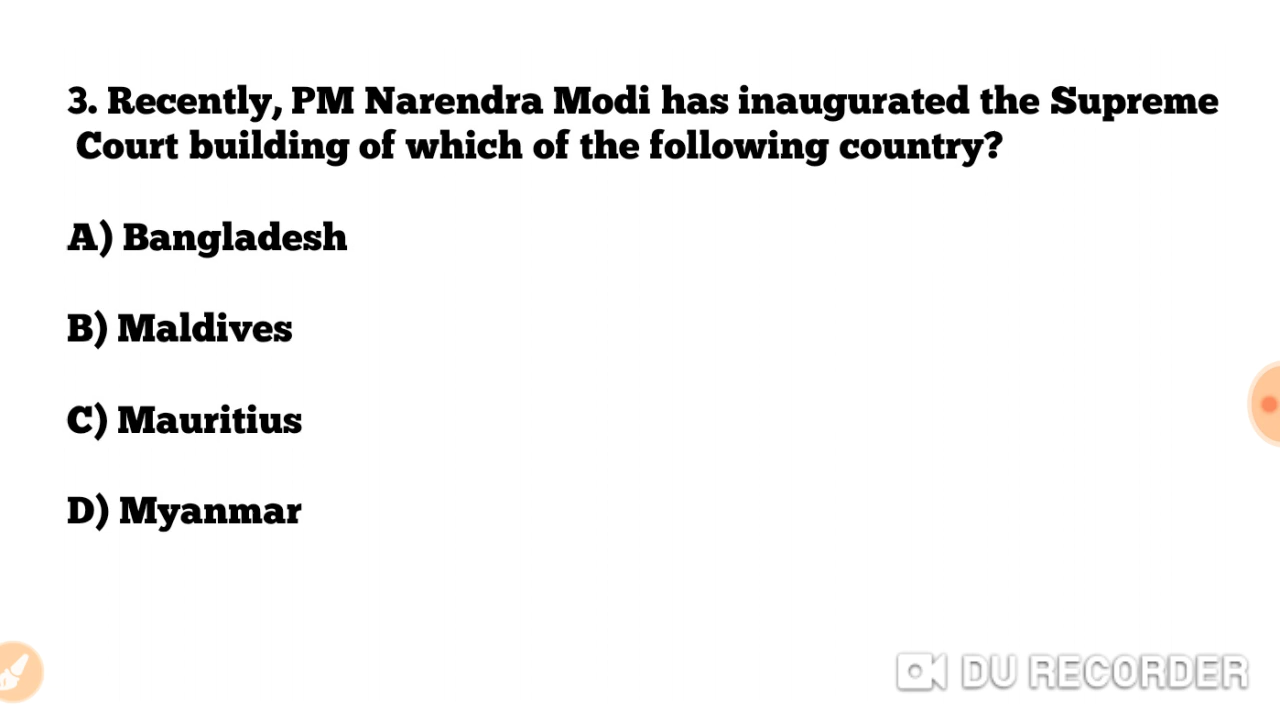 3. Recently, PM Narendra Modi has inaugurated the Supreme
Court building of which of the following country?
A) Bangladesh
B) Maldives
C) Mauritius
D) Myanmar
DU RECORDER